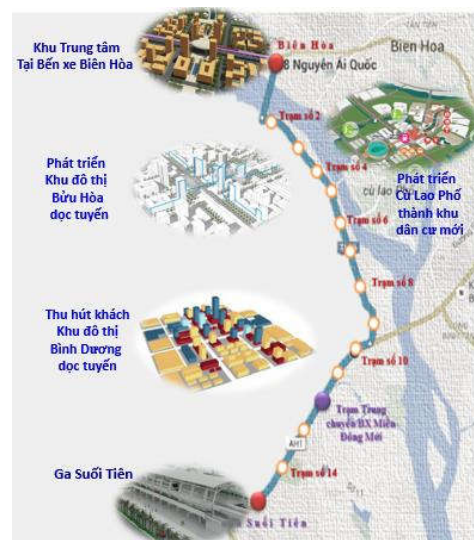 Khu Trung tâm
Tại Bến xe Biên Hòa
Biên Hòa
Bien Hoa
8 Nguyễn Ái Quốc
Trạm số 2
Trạm số 4
cù lao Phố
Phát triển
Cù Lao Phố
thành khu
dân cư mới
Phát triển
Khu đô thị
Bửu Hòa
dọc tuyến
Trạm số 6
Trạm số 8
Thu hút khách
Khu đô thị
Bình Dương
dọc tuyến
Trạm số 10
Trạm Trung
chuyển BX Miền
Đông Mới
AH1
Trạm số 14
Ga Suối Tiên
Suối Tiên